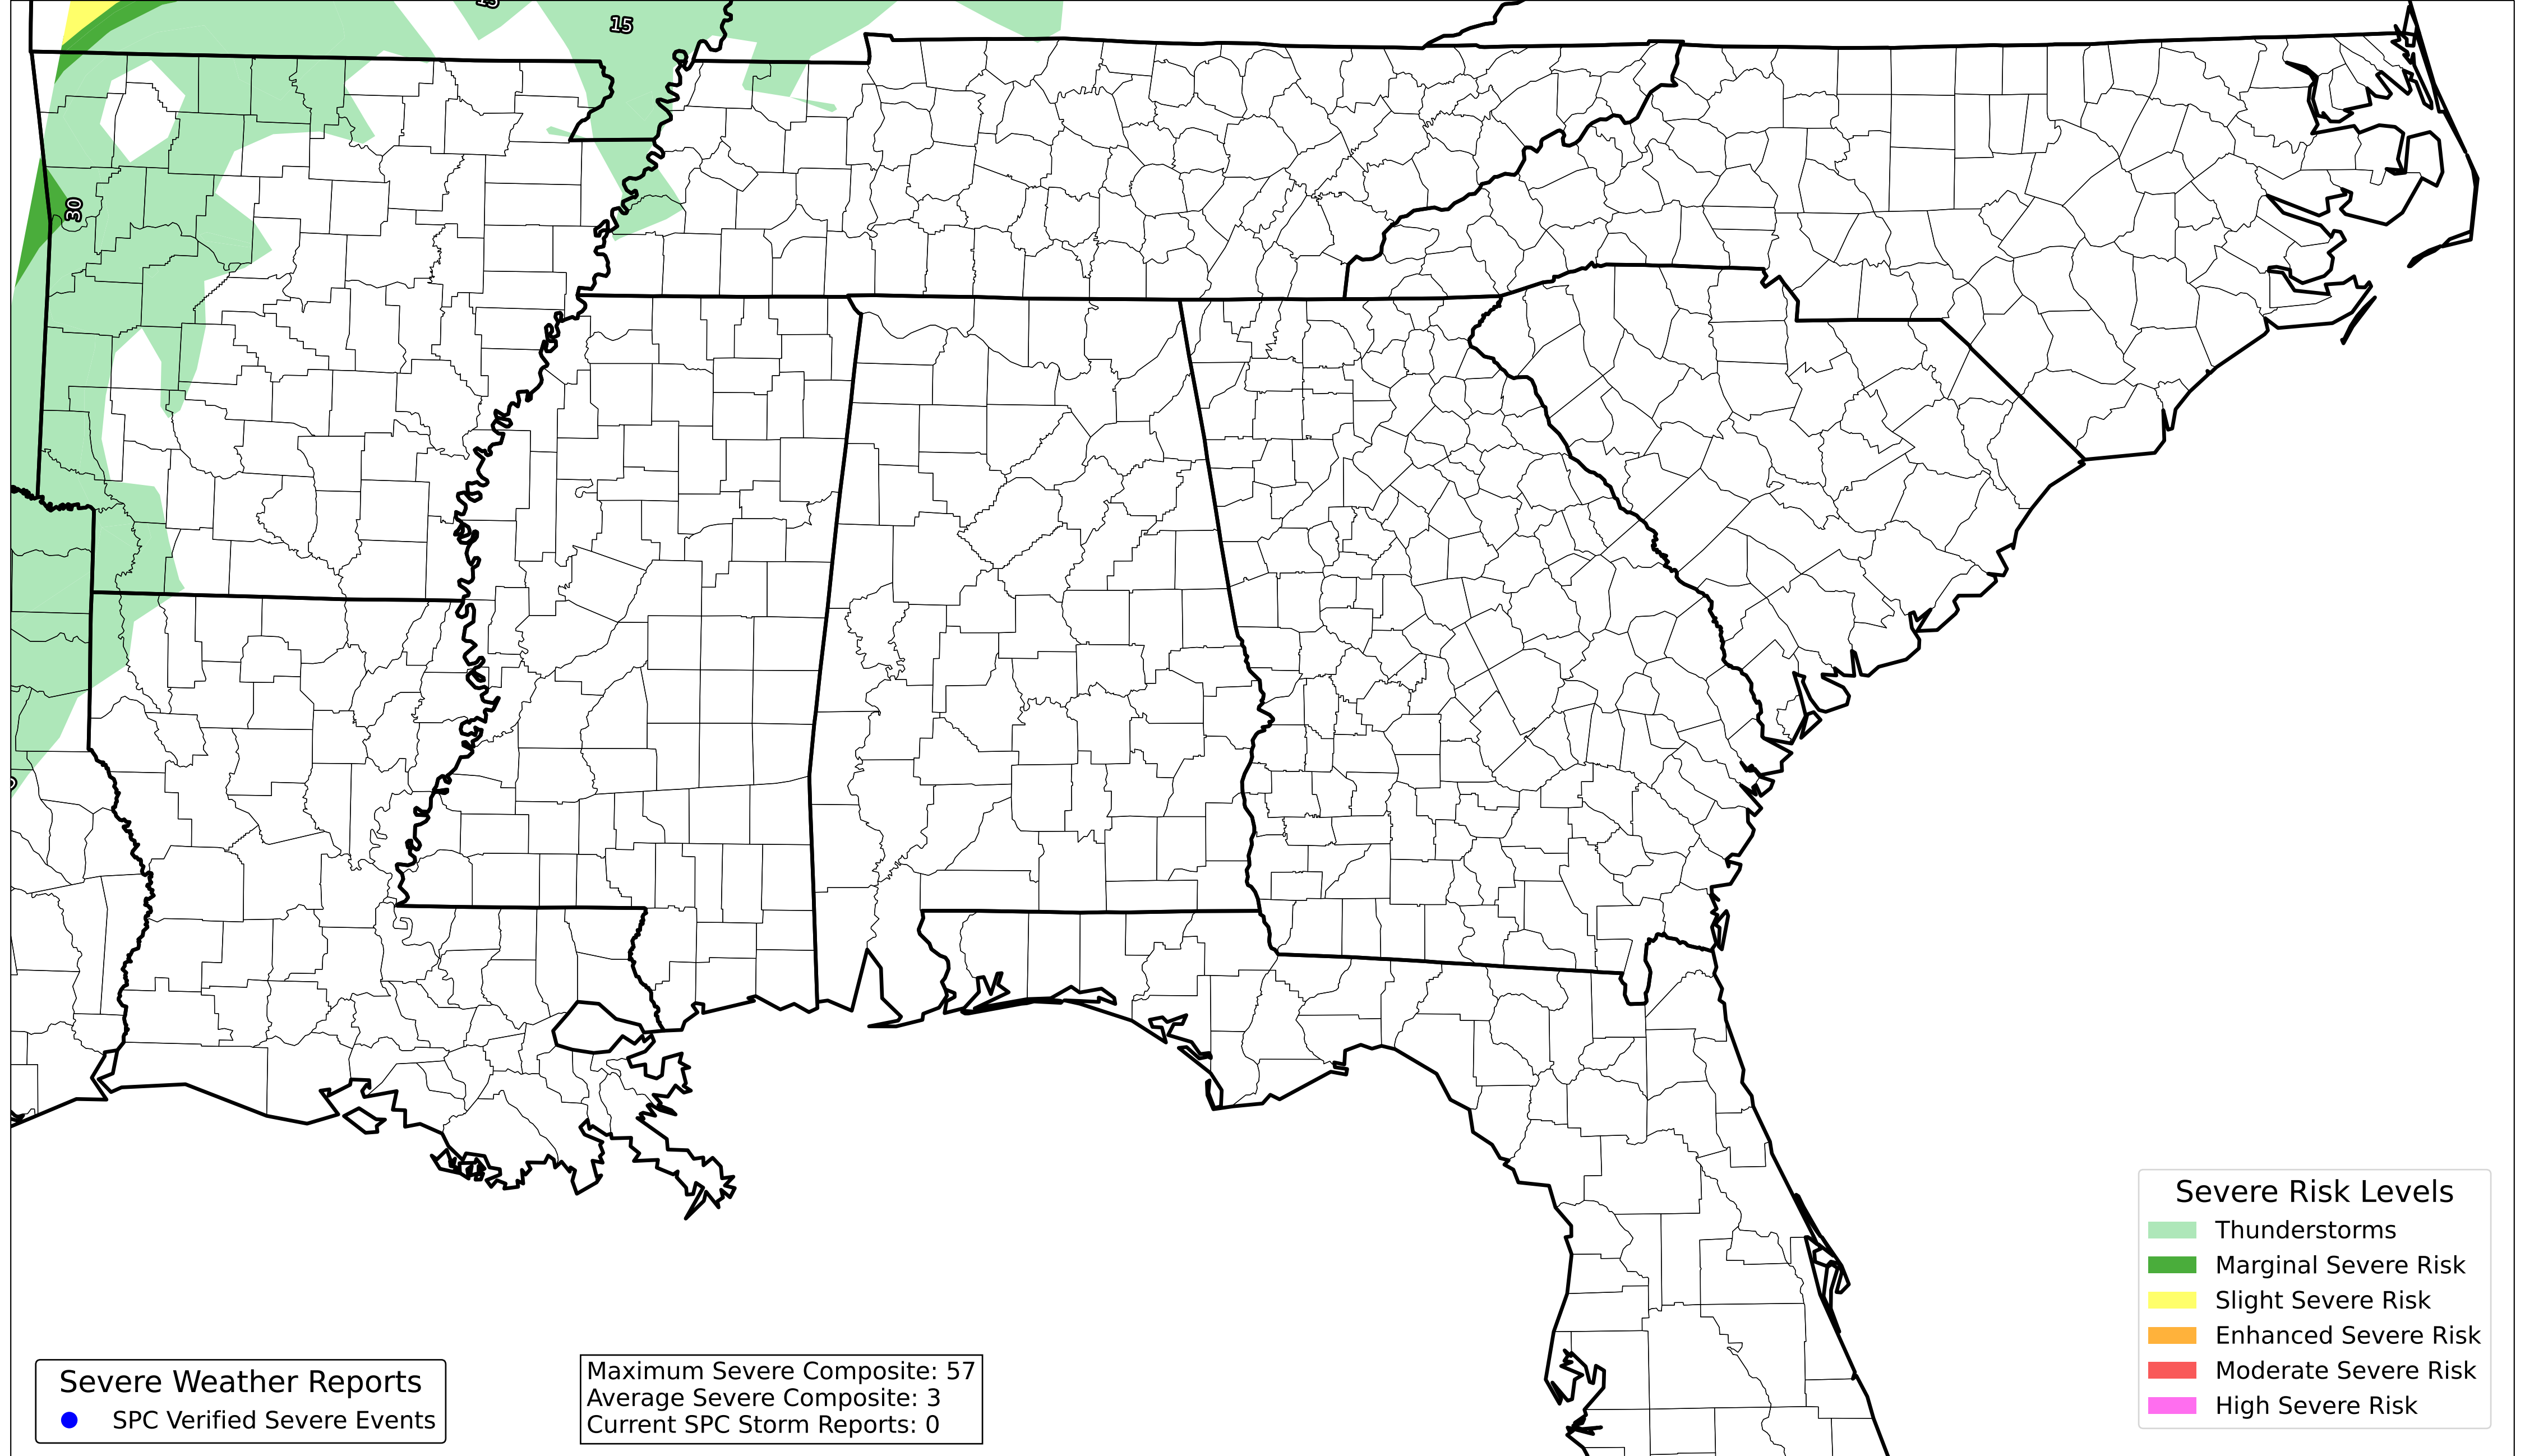 15
15
30
Severe Risk Levels
Thunderstorms
Marginal Severe Risk
Slight Severe Risk
Enhanced Severe Risk
Moderate Severe Risk
High Severe Risk
Severe Weather Reports
SPC Verified Severe Events
Maximum Severe Composite: 57
Average Severe Composite: 3
Current SPC Storm Reports: 0